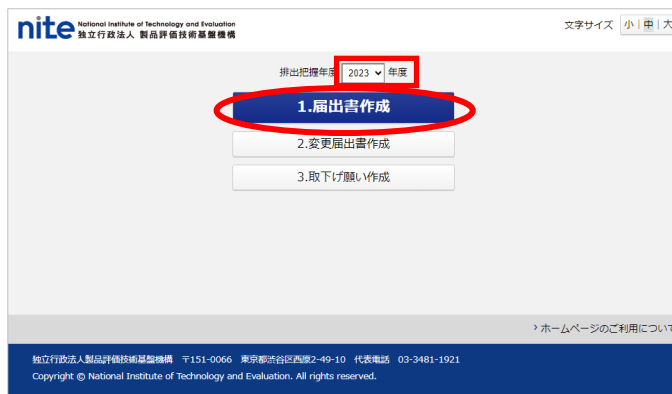 nite National Institute of Technology and Evaluation
独立行政法人 製品評価技術基盤機構
文字サイズ 小 中 大
排出把握年度 2023 年度
1.届出書作成
2.変更届出書作成
3.取下げ願い作成
ホームページのご利用について
独立行政法人製品評価技術基盤機構 〒151-0066 東京都渋谷区西原2-49-10 代表電話 03-3481-1921
Copyright © National Institute of Technology and Evaluation. All rights reserved.